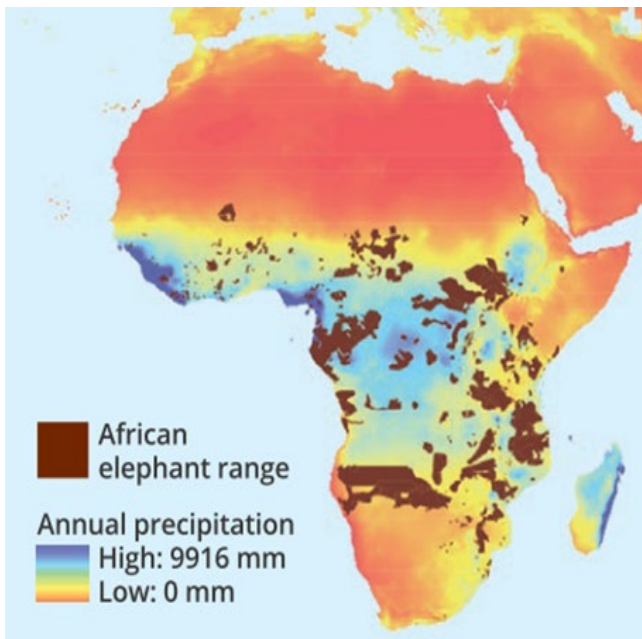 African
elephant range
Annual precipitation
High: 9916 mm
Low: 0 mm